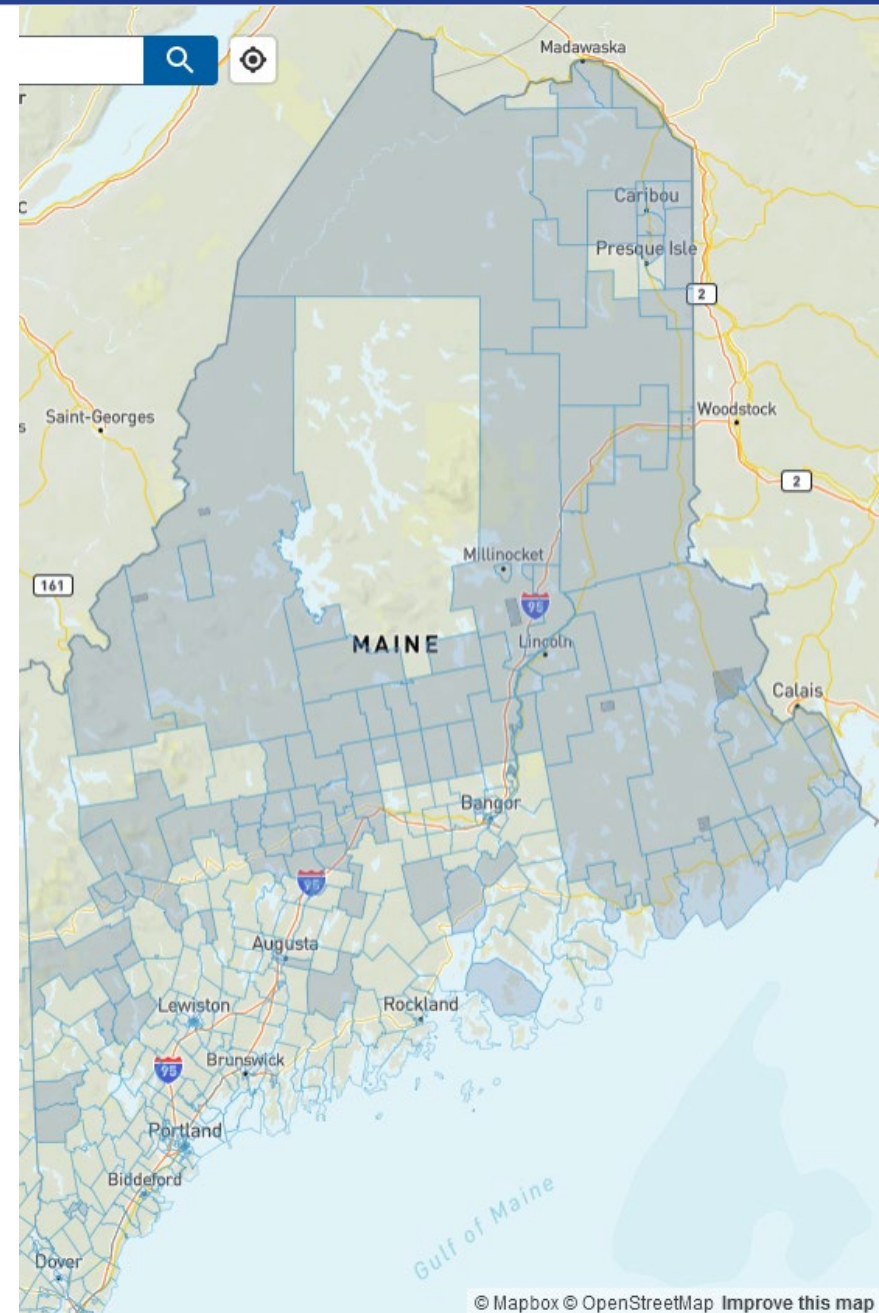 Madawaska
Caribou
Presque Isle
2
Woodstock
Saint-Georges
2
Millinocket
161
95
MAINE
Lincoln
Calais
Bangor
95
Augusta
Lewiston
Rockland
95
Brunswick
Portland
Biddeford
Gulf of Maine
Dover
© Mapbox © OpenStreetMap Improve this map